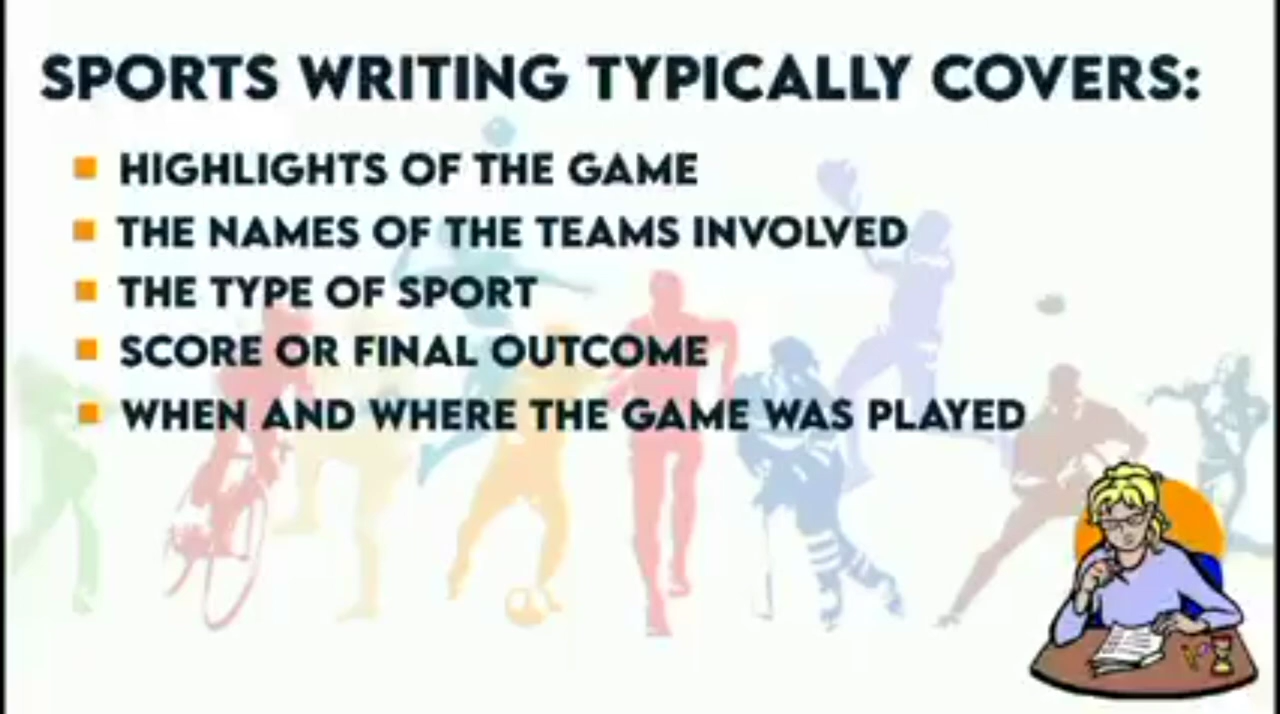 SPORTS WRITING TYPICALLY COVERS:
HIGHLIGHTS OF THE GAME
THE NAMES OF THE TEAMS INVOLVED
THE TYPE OF SPORT
SCORE OR FINAL OUTCOME
WHEN AND WHERE THE GAME WAS PLAYED